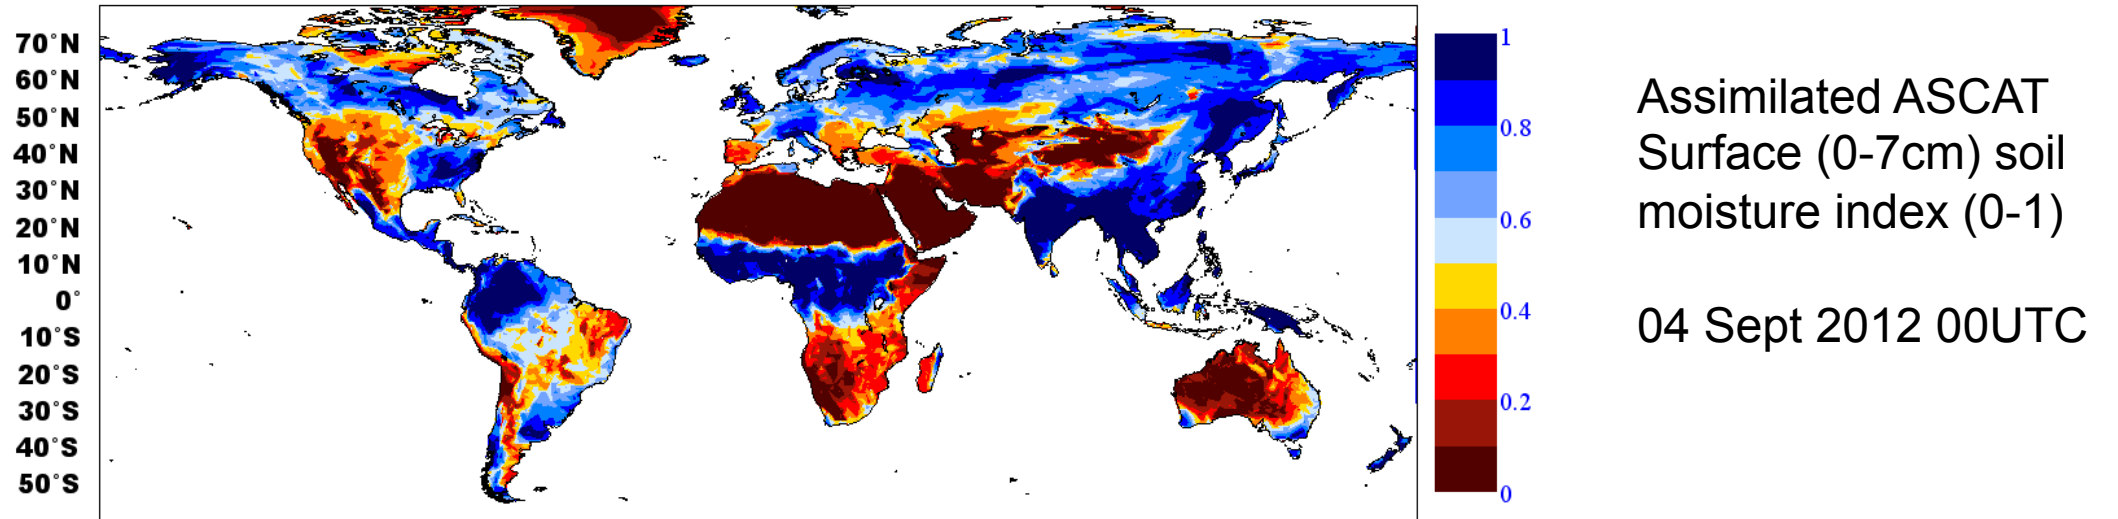 70°N
60°N
50°N
40°N
30°N
20°N
10°N
0°
10°S
20°S
30°S
40°S
50°S
1
0.8
0.6
0.4
0.2
0
Assimilated ASCAT
Surface (0-7cm) soil
moisture index (0-1)
04 Sept 2012 00UTC